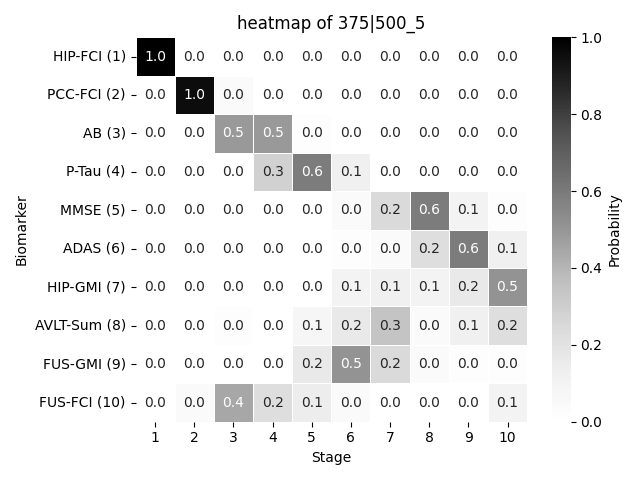 heatmap of 375|500_5
HIP-FCI (1) 1.0 0.0 0.0 0.0 0.0 0.0 0.0 0.0 0.0 0.0
PCC-FCI (2) 0.0 1.0 0.0 0.0 0.0 0.0 0.0 0.0 0.0 0.0
AB (3) 0.0 0.0 0.5 0.5 0.0 0.0 0.0 0.0 0.0 0.0
P-Tau (4) 0.0 0.0 0.0 0.3 0.6 0.1 0.0 0.0 0.0 0.0
MMSE (5) 0.0 0.0 0.0 0.0 0.0 0.0 0.2 0.6 0.1 0.0
ADAS (6) 0.0 0.0 0.0 0.0 0.0 0.0 0.0 0.2 0.6 0.1
HIP-GMI (7) 0.0 0.0 0.0 0.0 0.0 0.1 0.1 0.1 0.2 0.5
AVLT-Sum (8) 0.0 0.0 0.0 0.0 0.1 0.2 0.3 0.0 0.1 0.2
FUS-GMI (9) 0.0 0.0 0.0 0.0 0.2 0.5 0.2 0.0 0.0 0.0
FUS-FCI (10) 0.0 0.0 0.4 0.2 0.1 0.0 0.0 0.0 0.0 0.1
1 2 3 4 5 6 7 8 9 10
Stage
Biomarker
1.0
0.8
0.6
0.4
0.2
0.0
Probability